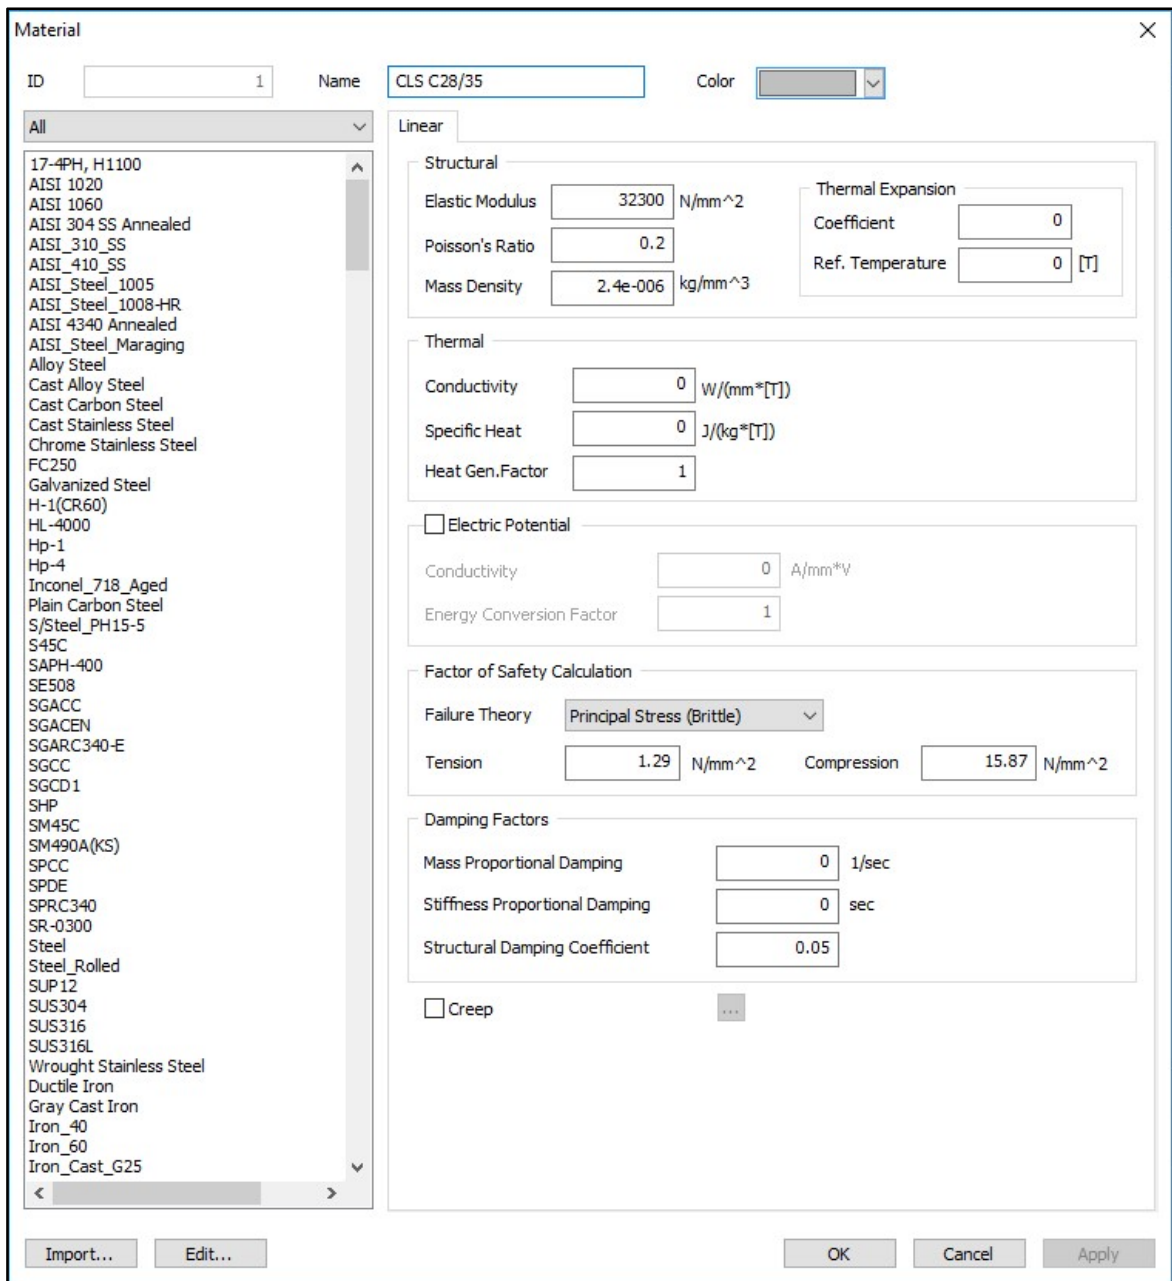 Material
ID 1 Name CLS C28/35 Color
All
17-4PH, H1100
AISI 1020
AISI 1060
AISI 304 SS Annealed
AISI_310_SS
AISI_410_SS
AISI_Steel_1005
AISI_Steel_1008-HR
AISI 4340 Annealed
AISI_Steel_Maraging
Alloy Steel
Cast Alloy Steel
Cast Carbon Steel
Cast Stainless Steel
Chrome Stainless Steel
FC250
Galvanized Steel
H-1(CR60)
HL-4000
Hp-1
Hp-4
Inconel_718_Aged
Plain Carbon Steel
S/Steel_PH15-5
S45C
SAPH-400
SE508
SGACC
SGACEN
SGARC340-E
SGCC
SGCD1
SHP
SM45C
SM490A(KS)
SPCC
SPDE
SPRC340
SR-0300
Steel
Steel_Rolled
SUP12
SUS304
SUS316
SUS316L
Wrought Stainless Steel
Ductile Iron
Gray Cast Iron
Iron_40
Iron_60
Iron_Cast_G25
Import... Edit...
Linear
Structural
Elastic Modulus 32300 N/mm^2
Poisson's Ratio 0.2
Mass Density 2.4e-006 kg/mm^3
Thermal Expansion
Coefficient 0
Ref. Temperature 0 [T]
Thermal
Conductivity 0 W/(mm*[T])
Specific Heat 0 J/(kg*[T])
Heat Gen.Factor 1
Electric Potential
Conductivity 0 A/mm*V
Energy Conversion Factor 1
Factor of Safety Calculation
Failure Theory Principal Stress (Brittle)
Tension 1.29 N/mm^2 Compression 15.87 N/mm^2
Damping Factors
Mass Proportional Damping 0 1/sec
Stiffness Proportional Damping 0 sec
Structural Damping Coefficient 0.05
Creep ...
OK Cancel Apply